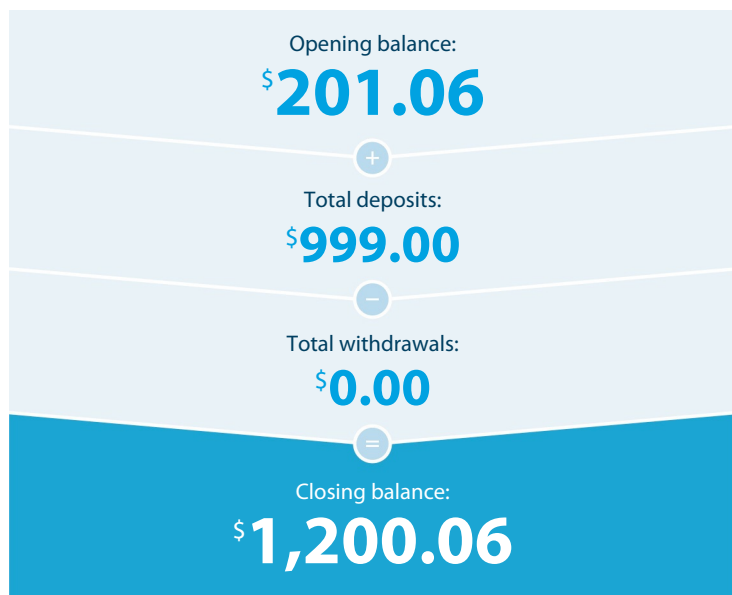 Opening balance:
$201.06
+
Total deposits:
$999.00
−
Total withdrawals:
$0.00
=
Closing balance:
$1,200.06